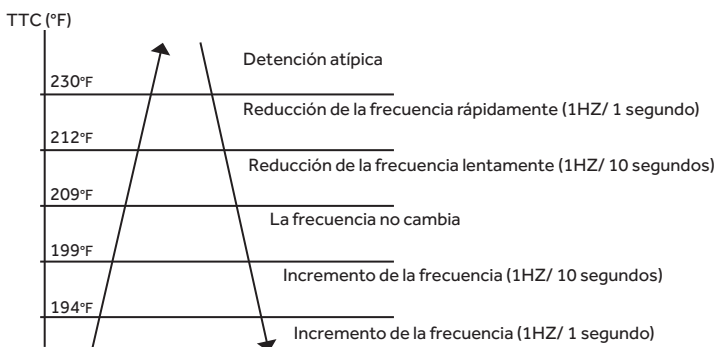 TTC (°F)
Detención atípica
230°F
Reducción de la frecuencia rápidamente (1HZ/ 1 segundo)
212°F
Reducción de la frecuencia lentamente (1HZ/ 10 segundos)
209°F
La frecuencia no cambia
199°F
Incremento de la frecuencia (1HZ/ 10 segundos)
194°F
Incremento de la frecuencia (1HZ/ 1 segundo)